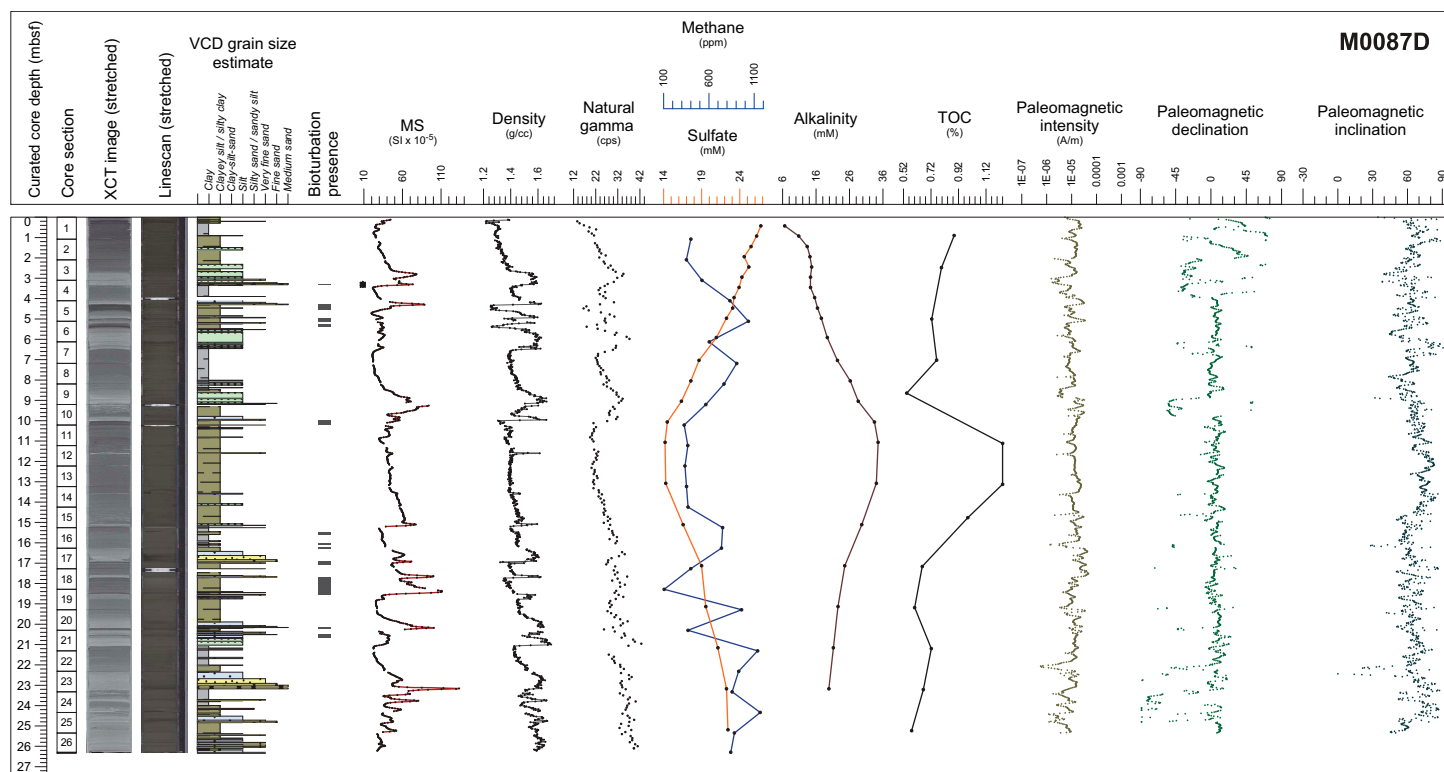 M0087D
Curated core depth (mbsf)
Core section
XCT image (stretched)
Linescan (stretched)
VCD grain size
estimate
Clay
Clayey silt / silty clay
Clay-silt-sand
Silt
Silty sand / sandy silt
Very fine sand
Fine sand
Medium sand
Bioturbation
presence
MS
(SI x 10-5)
10 60 110
Density
(g/cc)
1.2 1.4 1.6
Natural
gamma
(cps)
12 22 32 42
Methane
(ppm)
100 600 1100
Sulfate
(mM)
14 19 24
Alkalinity
(mM)
6 16 26 36
TOC
(%)
0.52 0.72 0.92 1.12
Paleomagnetic
intensity
(A/m)
1E-07 1E-06 1E-05 0.0001 0.001
Paleomagnetic
declination
-90 -45 0 45 90
Paleomagnetic
inclination
-30 0 30 60 90
0
1
2
3
4
5
6
7
8
9
10
11
12
13
14
15
16
17
18
19
20
21
22
23
24
25
26
27
1
2
3
4
5
6
7
8
9
10
11
12
13
14
15
16
17
18
19
20
21
22
23
24
25
26